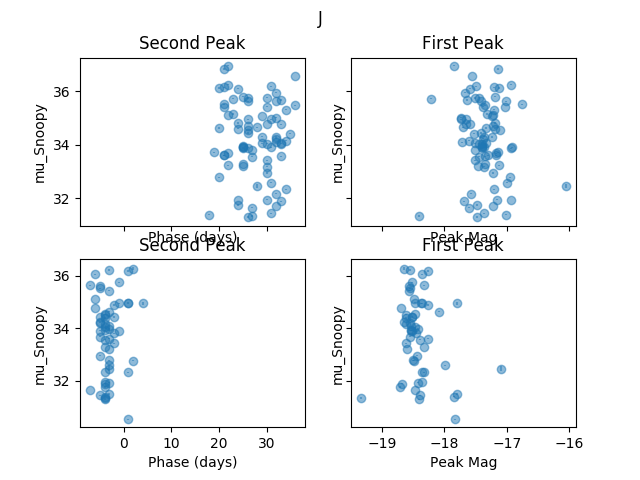 J
Second Peak
First Peak
mu_Snoopy
36
34
32
Phase (days)
mu_Snoopy
Peak Mag
Second Peak
First Peak
mu_Snoopy
36
34
32
0
10
20
30
Phase (days)
mu_Snoopy
−19
−18
−17
−16
Peak Mag